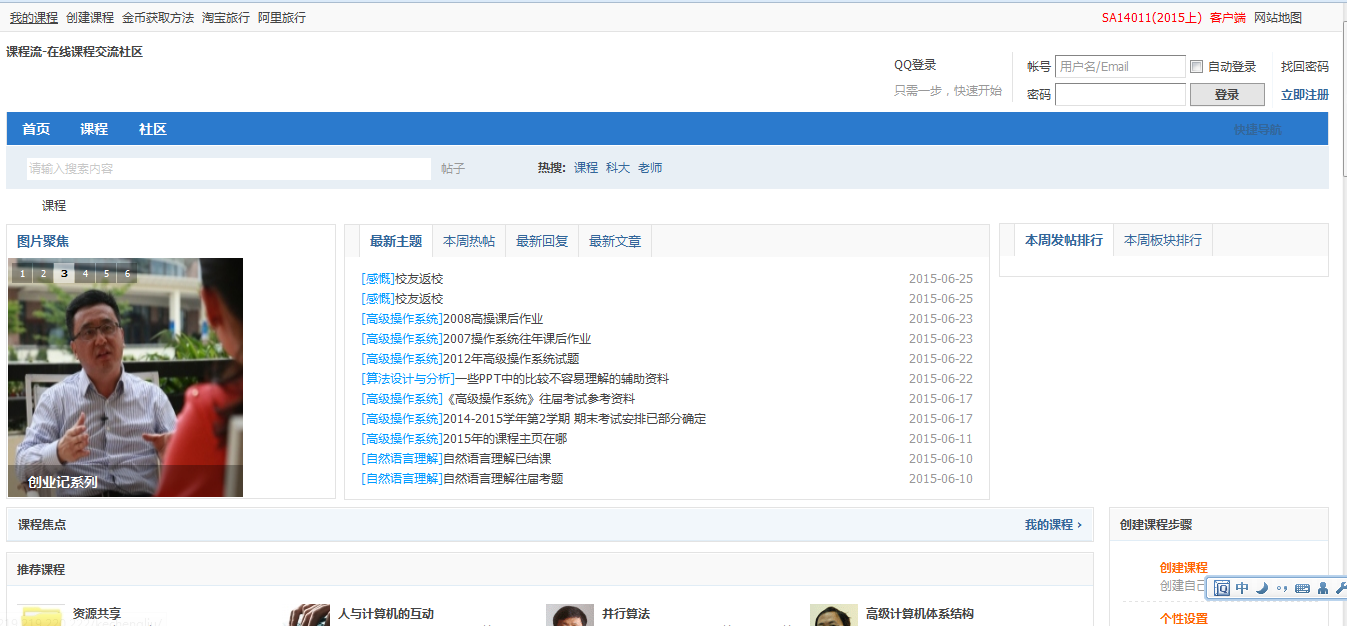 我的课程 创建课程 金币获取方法 淘宝旅行 阿里旅行 SA14011(2015上) 客户端 网站地图
课程流-在线课程交流社区
QQ登录 帐号 用户名/Email 自动登录 找回密码
只需一步，快速开始 密码 登录 立即注册
首页 课程 社区 快捷导航
请输入搜索内容 帖子 热搜: 课程 科大 老师
课程
图片聚焦
1 2 3 4 5 6
创业记系列
最新主题 本周热帖 最新回复 最新文章
[感慨]校友返校 2015-06-25
[感慨]校友返校 2015-06-25
[高级操作系统]2008高操课后作业 2015-06-23
[高级操作系统]2007操作系统往年课后作业 2015-06-23
[高级操作系统]2012年高级操作系统试题 2015-06-22
[算法设计与分析]一些PPT中的比较不容易理解的辅助资料 2015-06-22
[高级操作系统]《高级操作系统》往届考试参考资料 2015-06-17
[高级操作系统]2014-2015学年第2学期 期末考试安排已部分确定 2015-06-17
[高级操作系统]2015年的课程主页在哪 2015-06-11
[自然语言理解]自然语言理解已结课 2015-06-10
[自然语言理解]自然语言理解往届考题 2015-06-10
本周发帖排行 本周板块排行
课程焦点 我的课程 ›
推荐课程
资源共享 人与计算机的互动 并行算法 高级计算机体系结构
创建课程步骤
创建课程
创建自己
个性设置
中